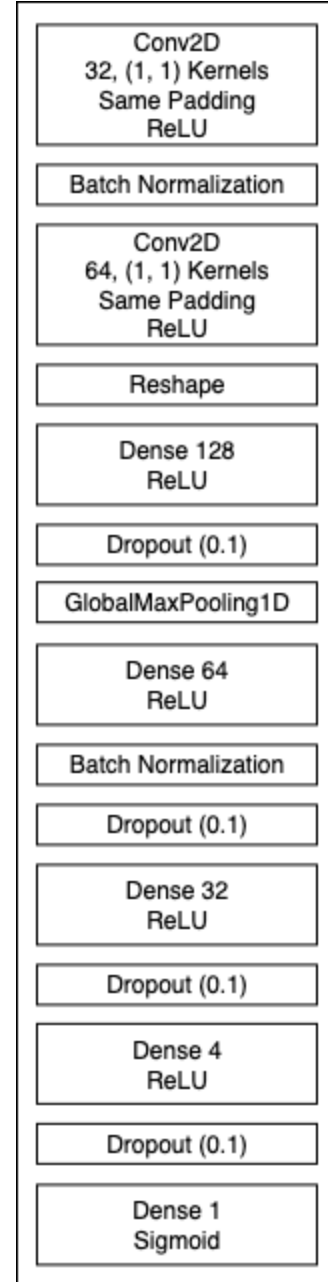 Conv2D
32, (1, 1) Kernels
Same Padding
ReLU
Batch Normalization
Conv2D
64, (1, 1) Kernels
Same Padding
ReLU
Reshape
Dense 128
ReLU
Dropout (0.1)
GlobalMaxPooling1D
Dense 64
ReLU
Batch Normalization
Dropout (0.1)
Dense 32
ReLU
Dropout (0.1)
Dense 4
ReLU
Dropout (0.1)
Dense 1
Sigmoid